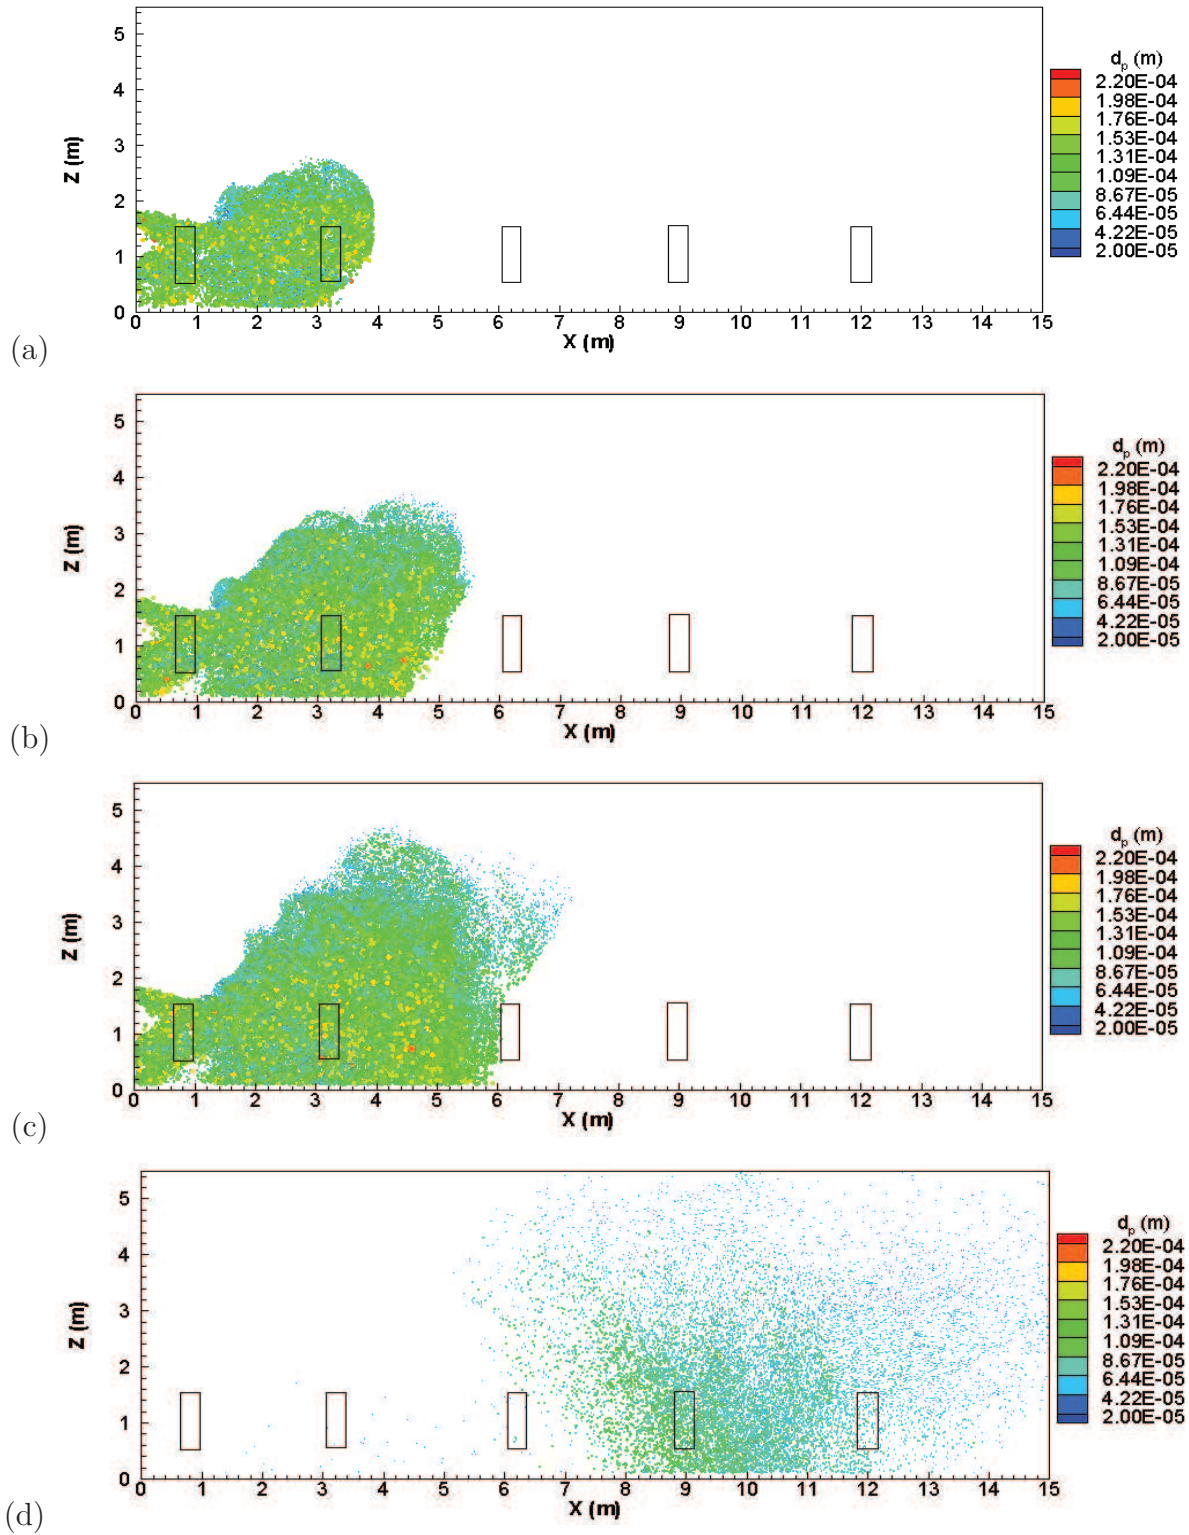 5
4
3
2
1
0
Z (m)
0 1 2 3 4 5 6 7 8 9 10 11 12 13 14 15
X (m)
dp (m)
2.20E-04
1.98E-04
1.76E-04
1.53E-04
1.31E-04
1.09E-04
8.67E-05
6.44E-05
4.22E-05
2.00E-05
(a)
5
4
3
2
1
0
Z (m)
0 1 2 3 4 5 6 7 8 9 10 11 12 13 14 15
X (m)
dp (m)
2.20E-04
1.98E-04
1.76E-04
1.53E-04
1.31E-04
1.09E-04
8.67E-05
6.44E-05
4.22E-05
2.00E-05
(b)
5
4
3
2
1
0
Z (m)
0 1 2 3 4 5 6 7 8 9 10 11 12 13 14 15
X (m)
dp (m)
2.20E-04
1.98E-04
1.76E-04
1.53E-04
1.31E-04
1.09E-04
8.67E-05
6.44E-05
4.22E-05
2.00E-05
(c)
5
4
3
2
1
0
Z (m)
0 1 2 3 4 5 6 7 8 9 10 11 12 13 14 15
X (m)
dp (m)
2.20E-04
1.98E-04
1.76E-04
1.53E-04
1.31E-04
1.09E-04
8.67E-05
6.44E-05
4.22E-05
2.00E-05
(d)